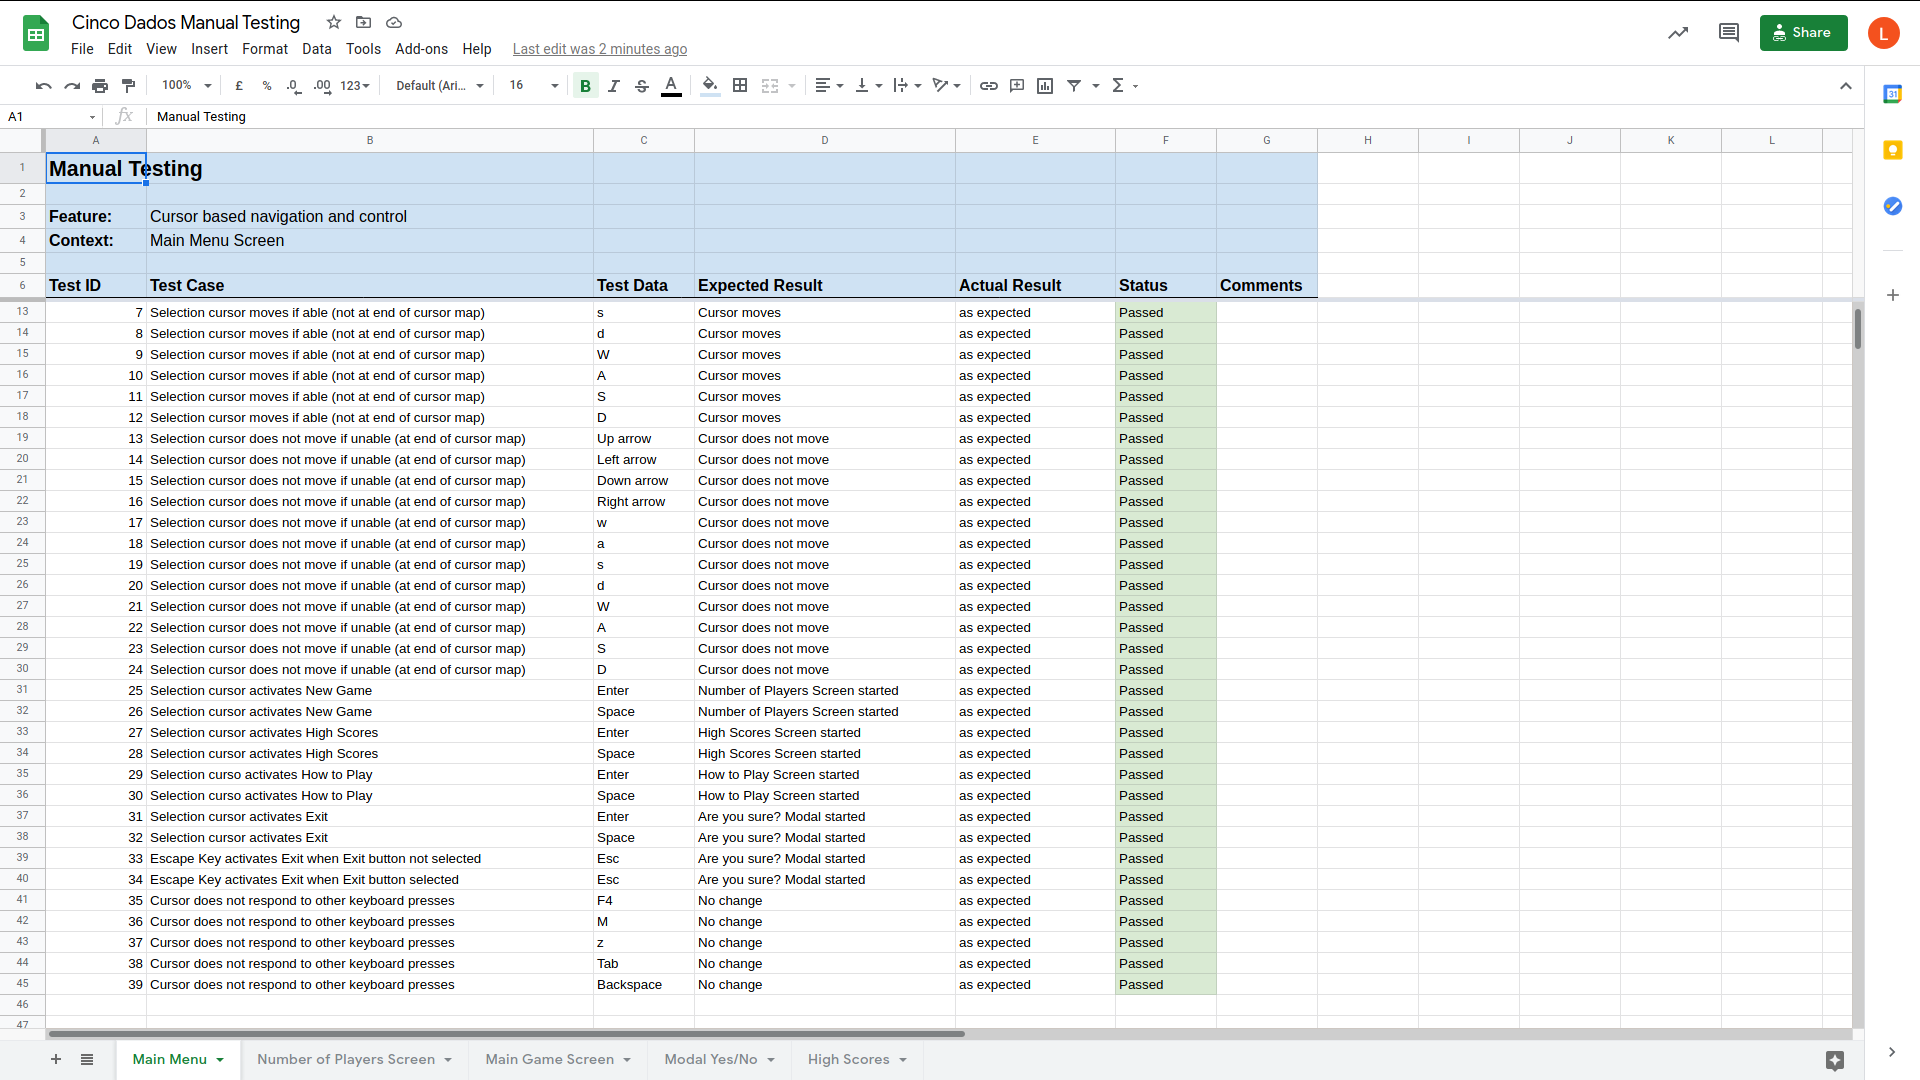 Cinco Dados Manual Testing
File Edit View Insert Format Data Tools Add-ons Help Last edit was 2 minutes ago
Share
L
100% £ % .0 .00 123 Default (Ari... 16 B I S A
31
A1 fx Manual Testing
A B C D E F G H I J K L
1 Manual Testing
2
3 Feature: Cursor based navigation and control
4 Context: Main Menu Screen
5
6 Test ID Test Case Test Data Expected Result Actual Result Status Comments
13 7 Selection cursor moves if able (not at end of cursor map) s Cursor moves as expected Passed
14 8 Selection cursor moves if able (not at end of cursor map) d Cursor moves as expected Passed
15 9 Selection cursor moves if able (not at end of cursor map) W Cursor moves as expected Passed
16 10 Selection cursor moves if able (not at end of cursor map) A Cursor moves as expected Passed
17 11 Selection cursor moves if able (not at end of cursor map) S Cursor moves as expected Passed
18 12 Selection cursor moves if able (not at end of cursor map) D Cursor moves as expected Passed
19 13 Selection cursor does not move if unable (at end of cursor map) Up arrow Cursor does not move as expected Passed
20 14 Selection cursor does not move if unable (at end of cursor map) Left arrow Cursor does not move as expected Passed
21 15 Selection cursor does not move if unable (at end of cursor map) Down arrow Cursor does not move as expected Passed
22 16 Selection cursor does not move if unable (at end of cursor map) Right arrow Cursor does not move as expected Passed
23 17 Selection cursor does not move if unable (at end of cursor map) w Cursor does not move as expected Passed
24 18 Selection cursor does not move if unable (at end of cursor map) a Cursor does not move as expected Passed
25 19 Selection cursor does not move if unable (at end of cursor map) s Cursor does not move as expected Passed
26 20 Selection cursor does not move if unable (at end of cursor map) d Cursor does not move as expected Passed
27 21 Selection cursor does not move if unable (at end of cursor map) W Cursor does not move as expected Passed
28 22 Selection cursor does not move if unable (at end of cursor map) A Cursor does not move as expected Passed
29 23 Selection cursor does not move if unable (at end of cursor map) S Cursor does not move as expected Passed
30 24 Selection cursor does not move if unable (at end of cursor map) D Cursor does not move as expected Passed
31 25 Selection cursor activates New Game Enter Number of Players Screen started as expected Passed
32 26 Selection cursor activates New Game Space Number of Players Screen started as expected Passed
33 27 Selection cursor activates High Scores Enter High Scores Screen started as expected Passed
34 28 Selection cursor activates High Scores Space High Scores Screen started as expected Passed
35 29 Selection curso activates How to Play Enter How to Play Screen started as expected Passed
36 30 Selection curso activates How to Play Space How to Play Screen started as expected Passed
37 31 Selection cursor activates Exit Enter Are you sure? Modal started as expected Passed
38 32 Selection cursor activates Exit Space Are you sure? Modal started as expected Passed
39 33 Escape Key activates Exit when Exit button not selected Esc Are you sure? Modal started as expected Passed
40 34 Escape Key activates Exit when Exit button selected Esc Are you sure? Modal started as expected Passed
41 35 Cursor does not respond to other keyboard presses F4 No change as expected Passed
42 36 Cursor does not respond to other keyboard presses M No change as expected Passed
43 37 Cursor does not respond to other keyboard presses z No change as expected Passed
44 38 Cursor does not respond to other keyboard presses Tab No change as expected Passed
45 39 Cursor does not respond to other keyboard presses Backspace No change as expected Passed
46
47
Main Menu Number of Players Screen Main Game Screen Modal Yes/No High Scores